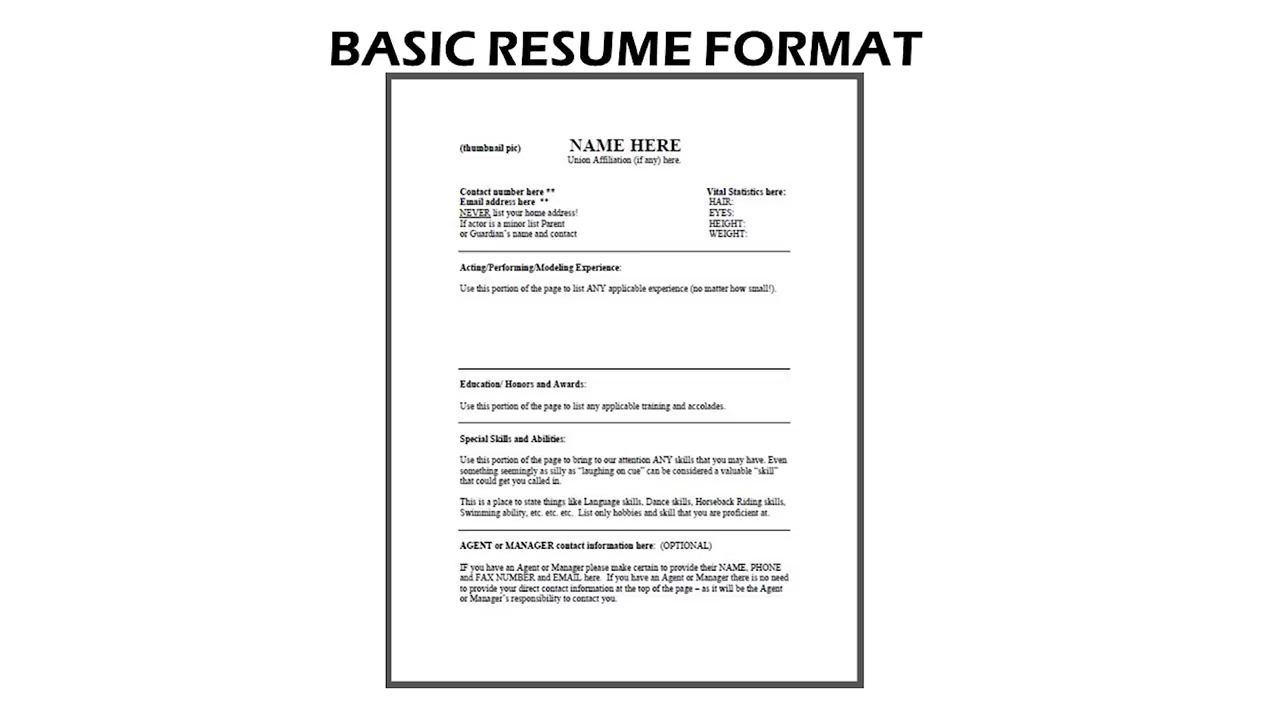 BASIC RESUME FORMAT
(thumbnail pic) NAME HERE
Union Affiliation (if any) here.
Contact number here ** Vital Statistics here:
Email address here ** HAIR:
NEVER list your home address! EYES:
If actor is a minor list Parent HEIGHT:
or Guardian's name and contact WEIGHT:
Acting/Performing/Modeling Experience:
Use this portion of the page to list ANY applicable experience (no matter how small!).
Education/ Honors and Awards:
Use this portion of the page to list any applicable training and accolades.
Special Skills and Abilities:
Use this portion of the page to bring to our attention ANY skills that you may have. Even
something seemingly as silly as “laughing on cue” can be considered a valuable “skill”
that could get you called in.
This is a place to state things like Language skills, Dance skills, Horseback Riding skills,
Swimming ability, etc. etc. etc. List only hobbies and skill that you are proficient at.
AGENT or MANAGER contact information here: (OPTIONAL)
IF you have an Agent or Manager please make certain to provide their NAME, PHONE
and FAX NUMBER and EMAIL here. If you have an Agent or Manager there is no need
to provide your direct contact information at the top of the page – as it will be the Agent
or Manager's responsibility to contact you.